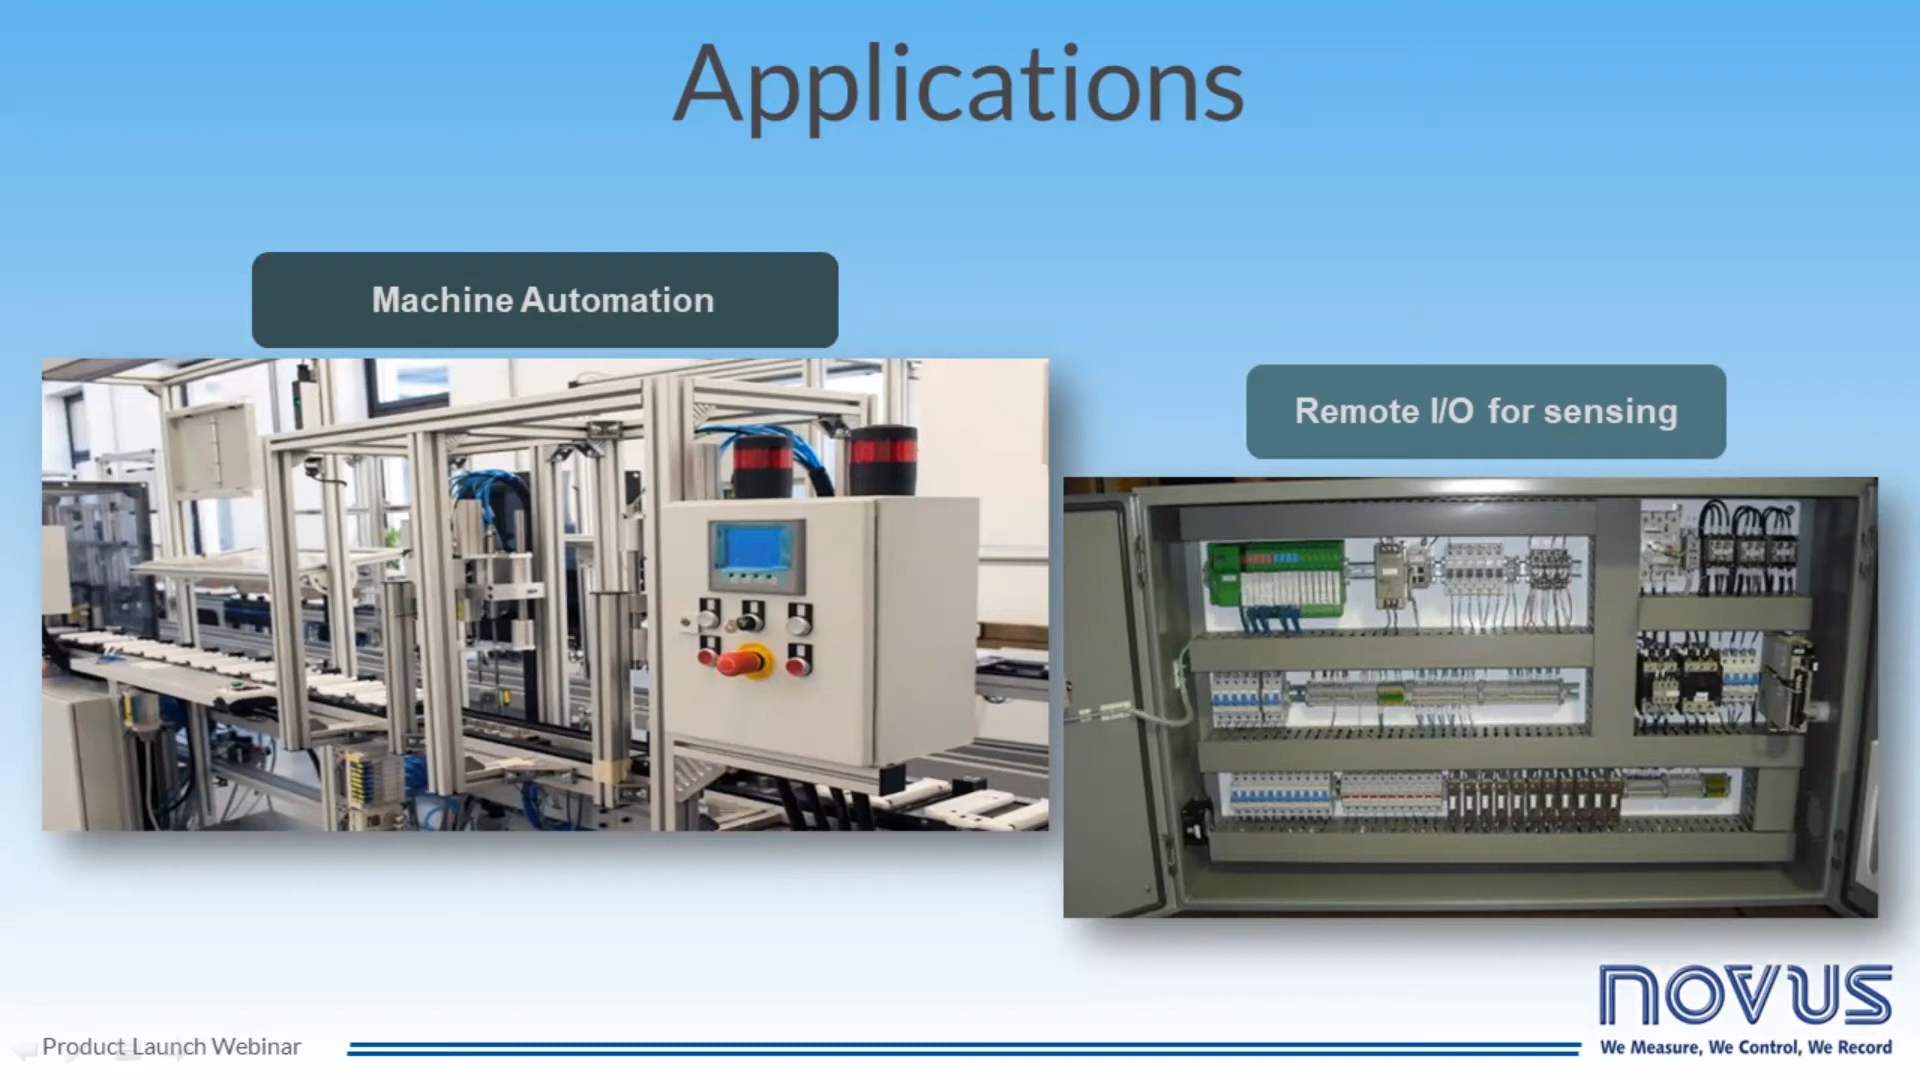 Applications
Machine Automation
Remote I/O for sensing
Product Launch Webinar
novus
We Measure, We Control, We Record